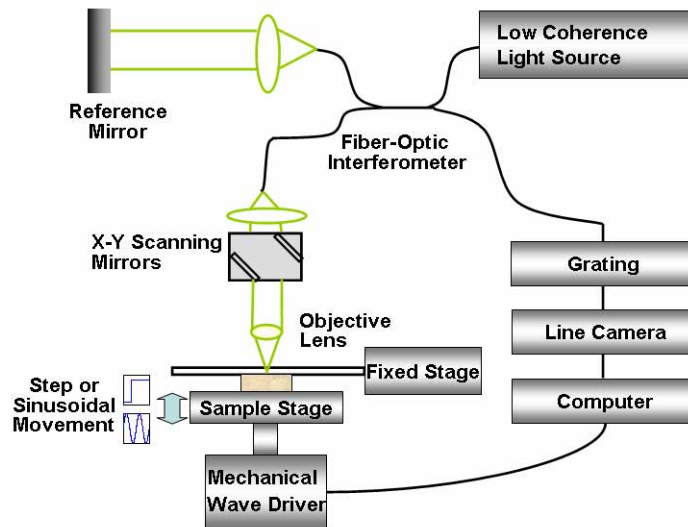 Low Coherence
Light Source
Reference
Mirror
Fiber-Optic
Interferometer
X-Y Scanning
Mirrors
Grating
Objective
Lens
Line Camera
Fixed Stage
Step or
Sinusoidal
Movement
Sample Stage
Computer
Mechanical
Wave Driver